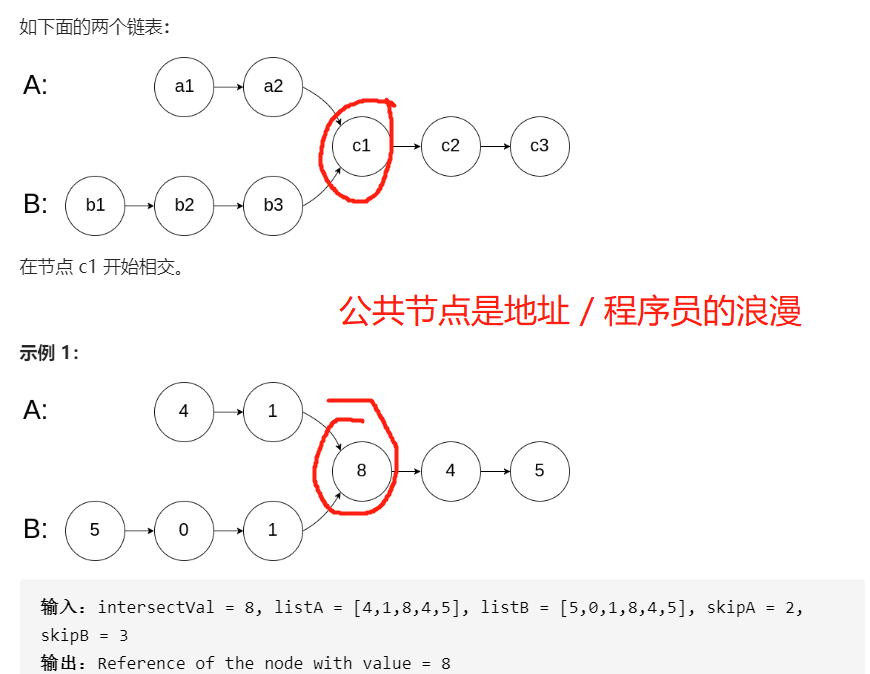 如下面的两个链表：
A:
a1
a2
c1
c2
c3
B:
b1
b2
b3
在节点 c1 开始相交。
公共节点是地址 / 程序员的浪漫
示例 1：
A:
4
1
8
4
5
B:
5
0
1
输入：intersectVal = 8, listA = [4,1,8,4,5], listB = [5,0,1,8,4,5], skipA = 2,
skipB = 3
输出：Reference of the node with value = 8